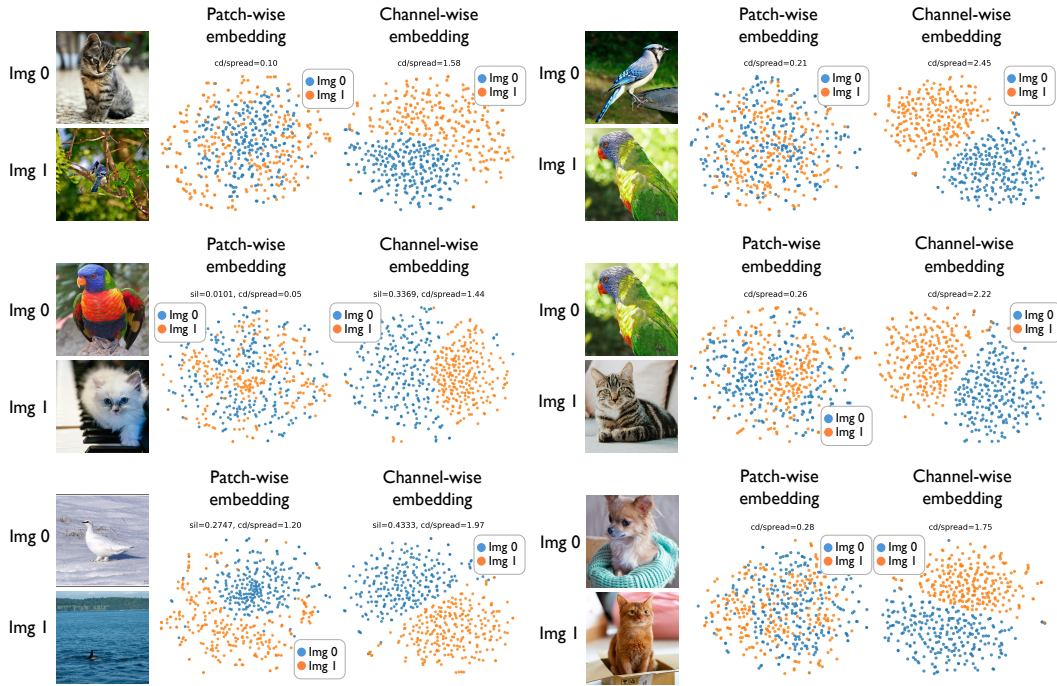 Patch-wise
embedding
Channel-wise
embedding
cd/spread=0.10
cd/spread=1.58
Img 0
Img 1
Img 0
Img 1
Img 0
Img 1
Patch-wise
embedding
Channel-wise
embedding
cd/spread=0.21
cd/spread=2.45
Img 0
Img 1
Img 0
Img 1
Img 0
Img 1
Patch-wise
embedding
Channel-wise
embedding
sil=0.0101, cd/spread=0.05
sil=0.3369, cd/spread=1.44
Img 0
Img 1
Img 0
Img 1
Img 0
Img 1
Patch-wise
embedding
Channel-wise
embedding
cd/spread=0.26
cd/spread=2.22
Img 0
Img 1
Img 0
Img 1
Img 0
Img 1
Patch-wise
embedding
Channel-wise
embedding
sil=0.2747, cd/spread=1.20
sil=0.4333, cd/spread=1.97
Img 0
Img 1
Img 0
Img 1
Img 0
Img 1
Patch-wise
embedding
Channel-wise
embedding
cd/spread=0.28
cd/spread=1.75
Img 0
Img 1
Img 0
Img 1
Img 0
Img 1